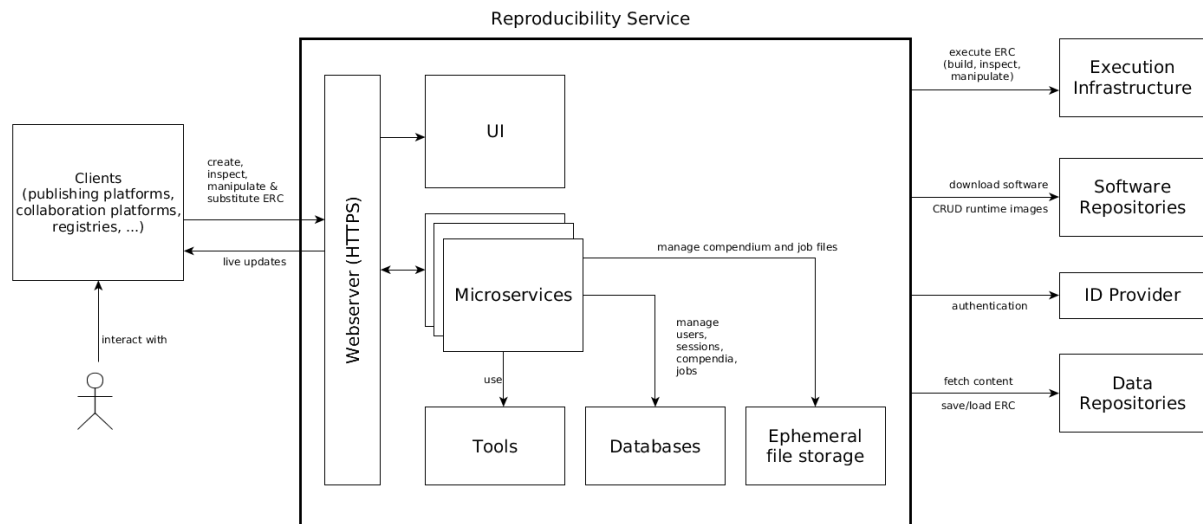 Reproducibility Service
Clients
(publishing platforms,
collaboration platforms,
registries, ...)
create,
inspect,
manipulate &
substitute ERC
live updates
interact with
Webserver (HTTPS)
UI
Microservices
manage compendium and job files
manage
users,
sessions,
compendia,
jobs
use
Tools
Databases
Ephemeral
file storage
execute ERC
(build, inspect,
manipulate)
Execution
Infrastructure
download software
CRUD runtime images
Software
Repositories
authentication
ID Provider
fetch content
save/load ERC
Data
Repositories